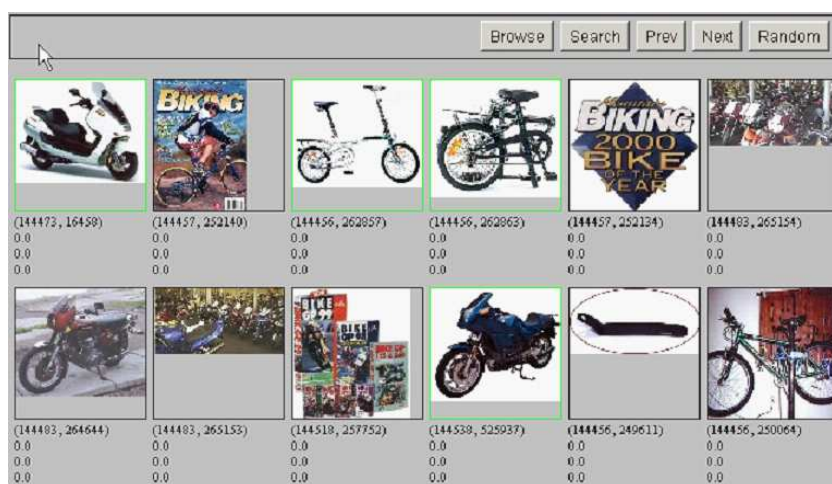 Browse Search Prev Next Random
BIKING
BIKING
2000
BIKE
OF THE
YEAR
(144473, 16458) (144457, 252140) (144456, 262857) (144456, 262863) (144457, 252134) (144483, 265154)
0.0 0.0 0.0 0.0 0.0 0.0
0.0 0.0 0.0 0.0 0.0 0.0
0.0 0.0 0.0 0.0 0.0 0.0
BIKE
GP 99
BIKE
(144483, 264644) (144483, 265153) (144518, 257752) (144538, 525937) (144456, 249611) (144456, 250064)
0.0 0.0 0.0 0.0 0.0 0.0
0.0 0.0 0.0 0.0 0.0 0.0
0.0 0.0 0.0 0.0 0.0 0.0